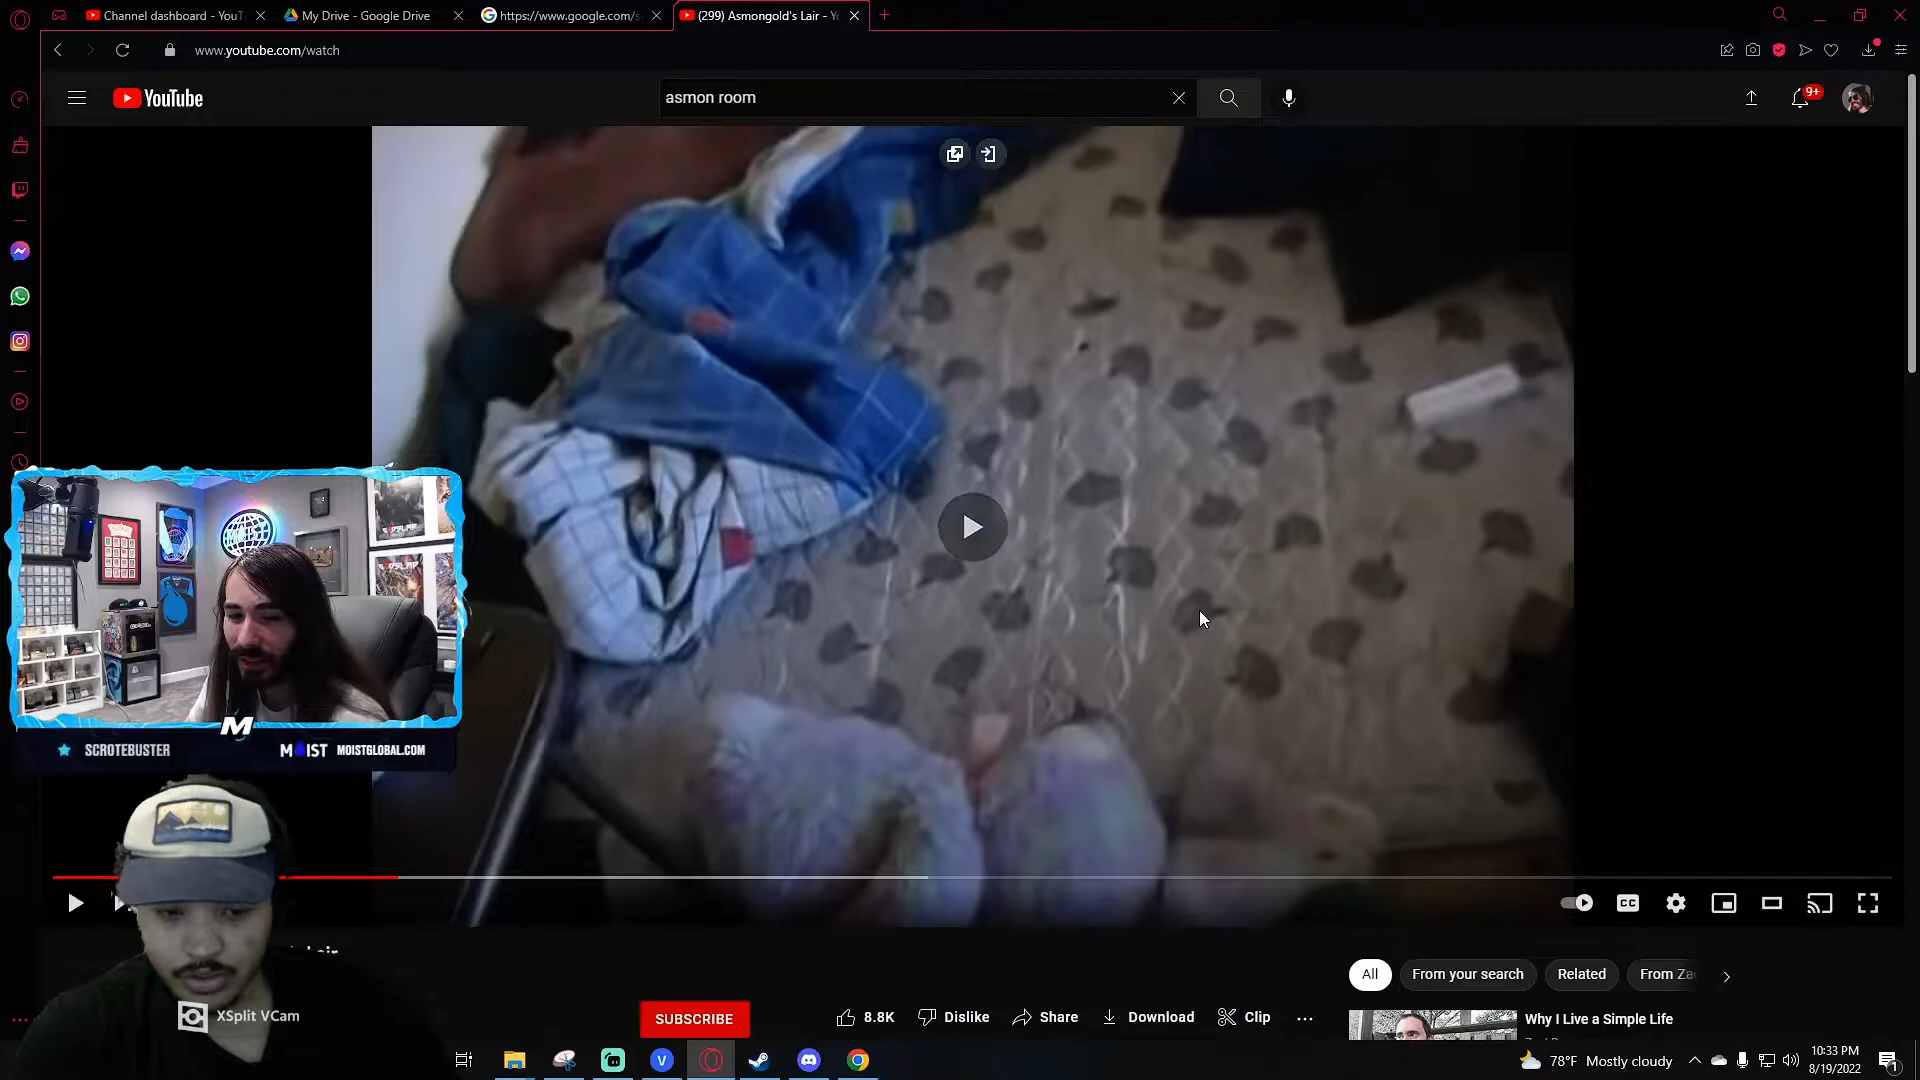 Channel dashboard - YouT
My Drive - Google Drive
https://www.google.com/s
(299) Asmongold's Lair - Y
www.youtube.com/watch
YouTube
asmon room
9+
SCROTEBUSTER
M
MOIST
MOISTGLOBAL.COM
CC
XSplit VCam
SUBSCRIBE
8.8K
Dislike
Share
Download
Clip
All
From your search
Related
From Za
Why I Live a Simple Life
78°F Mostly cloudy
10:33 PM
8/19/2022
1